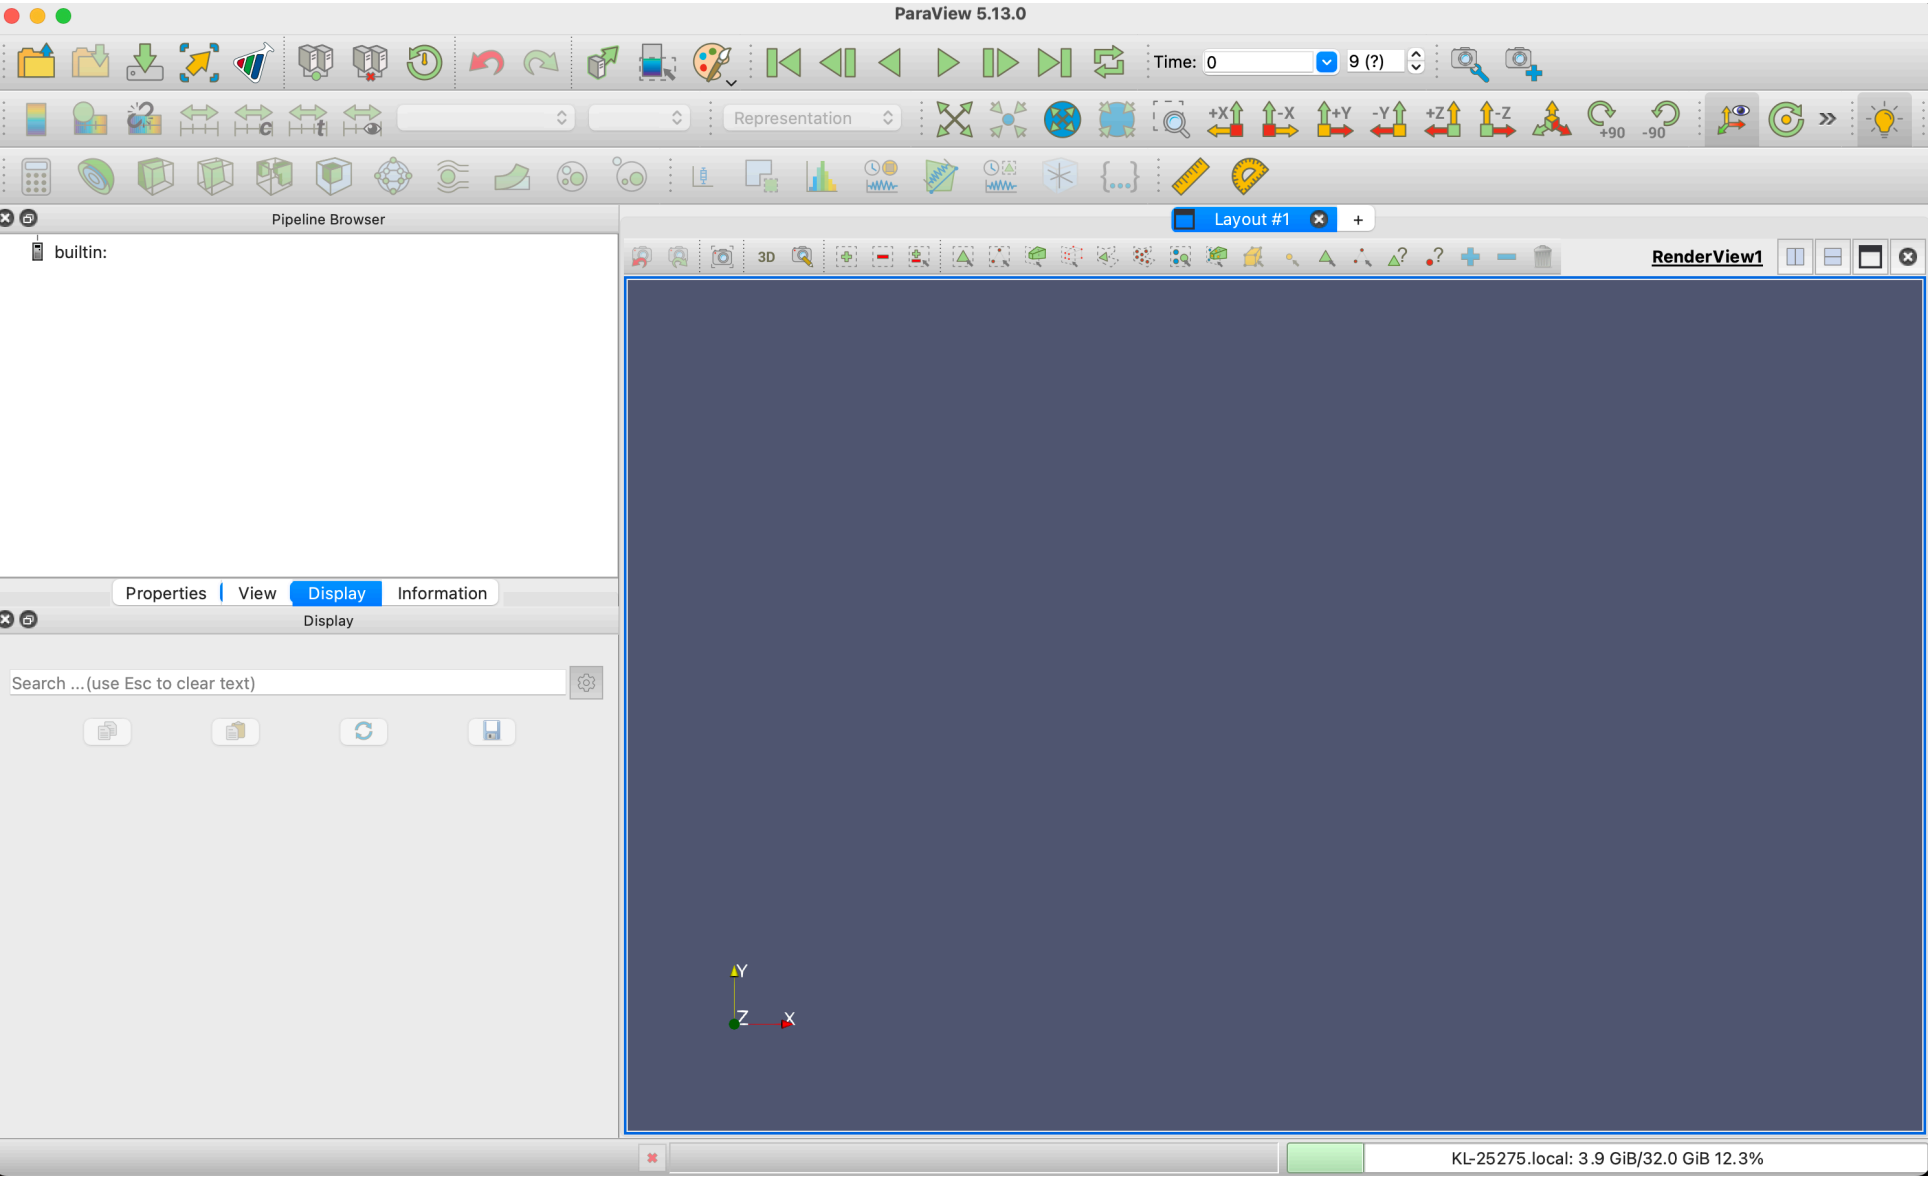 ParaView 5.13.0
Time: 0 9 (?)
Representation +X -X +Y -Y +Z -Z +90 -90 »
{...}
Pipeline Browser
Layout #1 +
builtin:
3D RenderView1
Properties View Display Information
Display
Search ...(use Esc to clear text)
Y
Z X
KL-25275.local: 3.9 GiB/32.0 GiB 12.3%